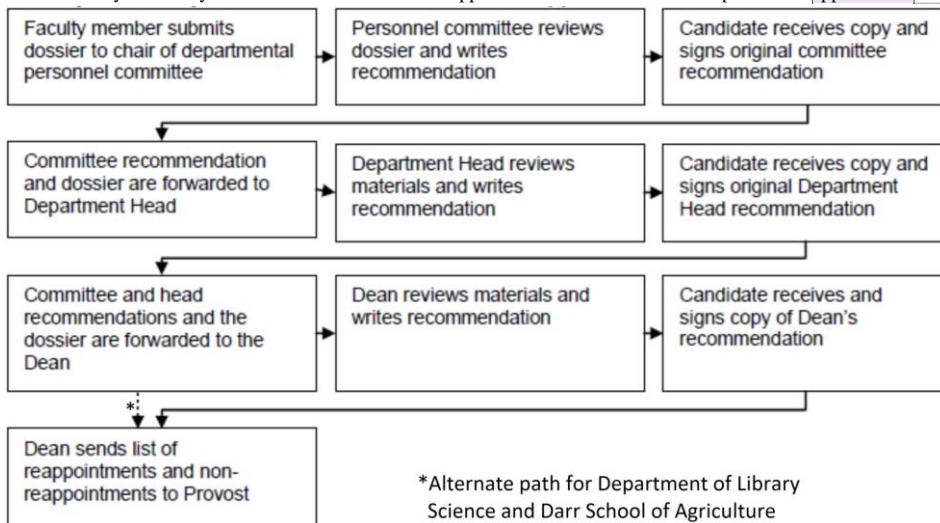 Faculty member submits
dossier to chair of departmental
personnel committee
Personnel committee reviews
dossier and writes
recommendation
Candidate receives copy and
signs original committee
recommendation
Committee recommendation
and dossier are forwarded to
Department Head
Department Head reviews
materials and writes
recommendation
Candidate receives copy and
signs original Department
Head recommendation
Committee and head
recommendations and the
dossier are forwarded to the
Dean
Dean reviews materials and
writes recommendation
Candidate receives and
signs copy of Dean's
recommendation
*
Dean sends list of
reappointments and non-
reappointments to Provost
*Alternate path for Department of Library
Science and Darr School of Agriculture